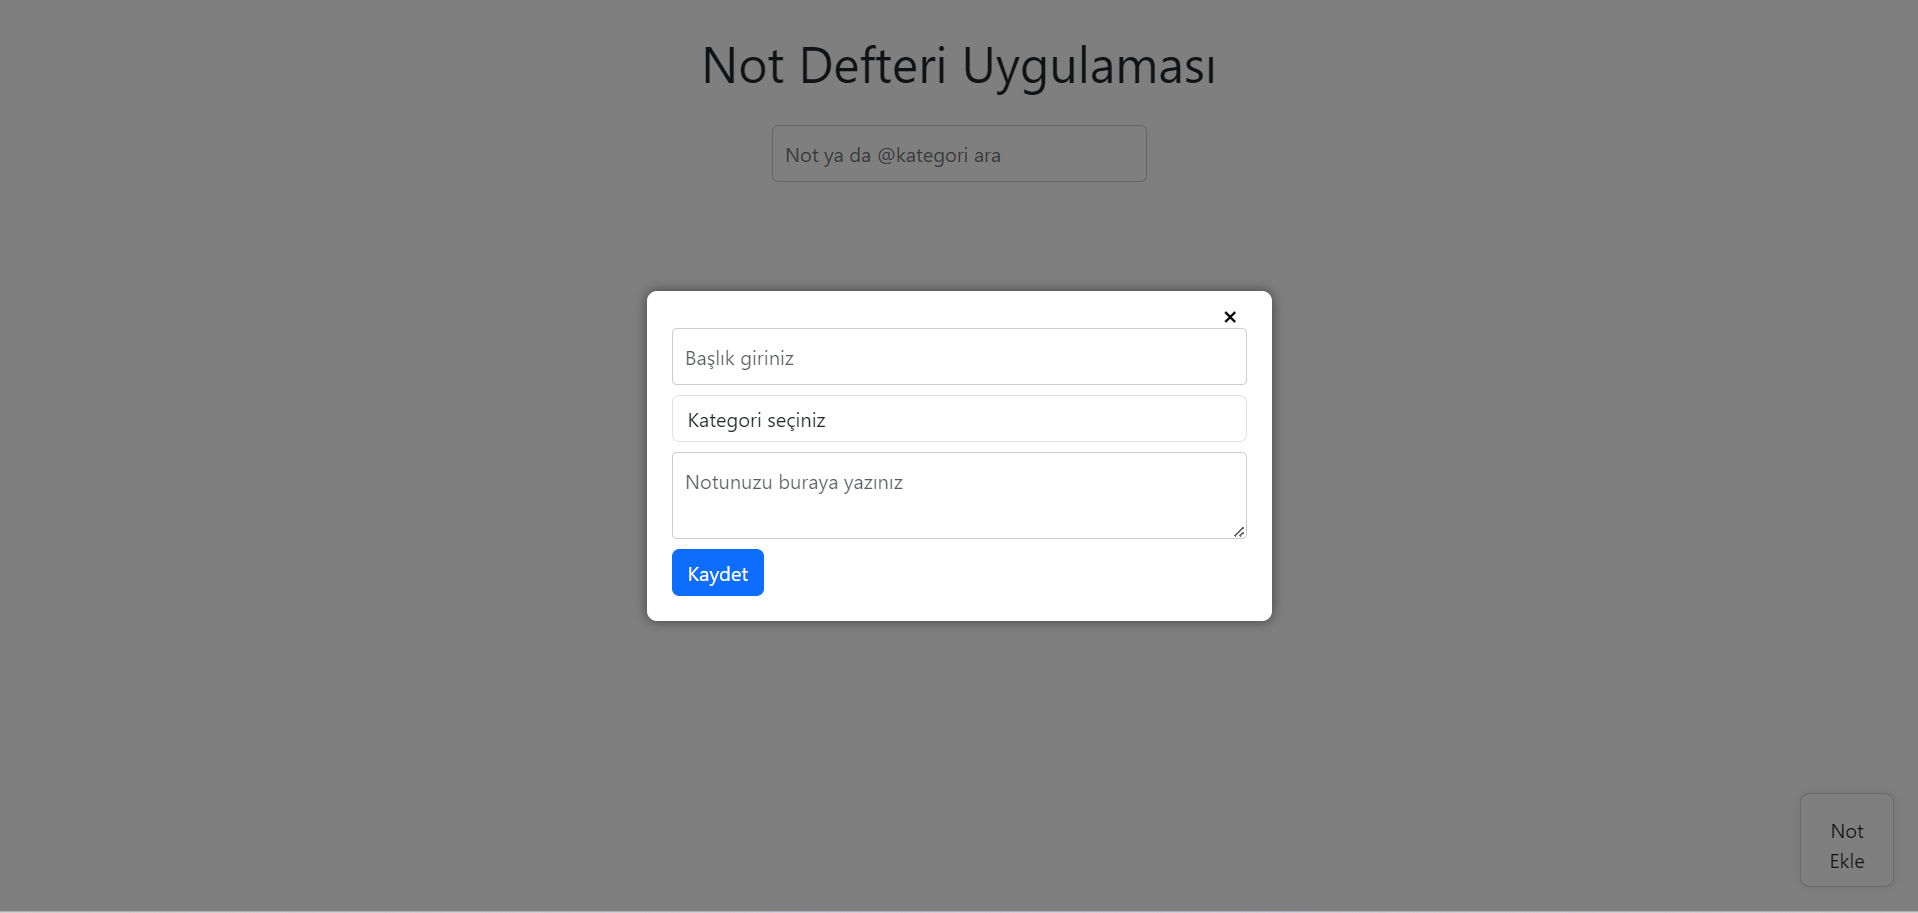 Not Defteri Uygulaması
Not ya da @kategori ara
×
Başlık giriniz
Kategori seçiniz
Notunuzu buraya yazınız
Kaydet
Not
Ekle